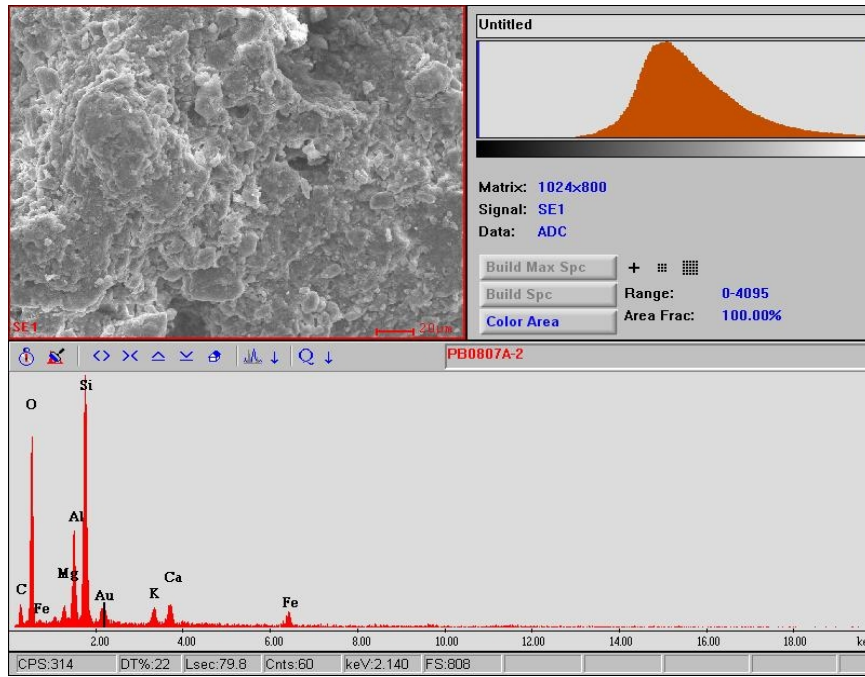 Untitled
Matrix: 1024x800
Signal: SE1
Data: ADC
Build Max Spc
Build Spc
Range: 0-4095
Color Area
Area Frac: 100.00%
SE1
20µm
Q
PB0807A-2
Si
O
Al
Mg
C
Fe
Au
K
Ca
Fe
2.00 4.00 6.00 8.00 10.00 12.00 14.00 16.00 18.00 ke
CPS:314 DT%:22 Lsec:79.8 Cnts:60 keV:2.140 FS:808